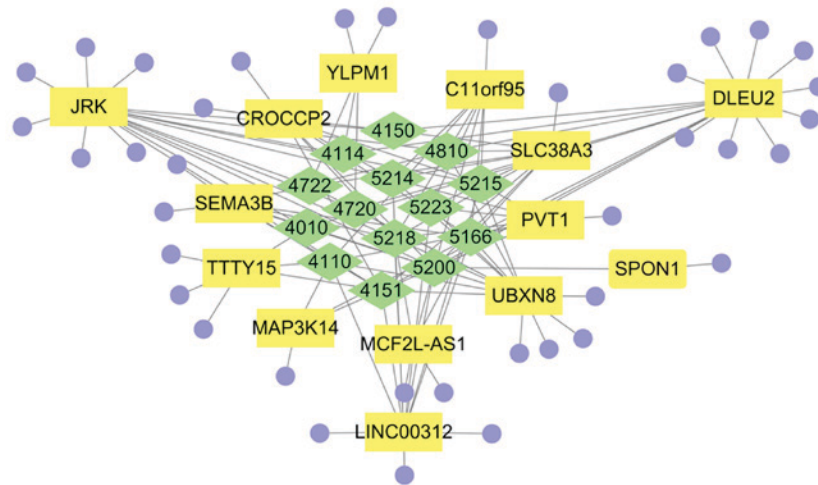 YLPM1
C11orf95
DLEU2
JRK
CROCCP2
4150
4114
4810
SLC38A3
5214
4722
5215
SEMA3B
4720
5223
PVT1
4010
5218
5166
TTTY15
4110
5200
SPON1
4151
UBXN8
MAP3K14
MCF2L-AS1
LINC00312